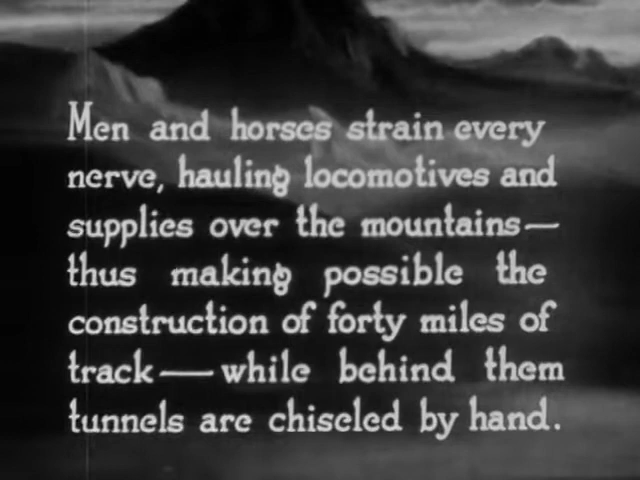 Men and horses strain every
nerve, hauling locomotives and
supplies over the mountains—
thus making possible the
construction of forty miles of
track—while behind them
tunnels are chiseled by hand.